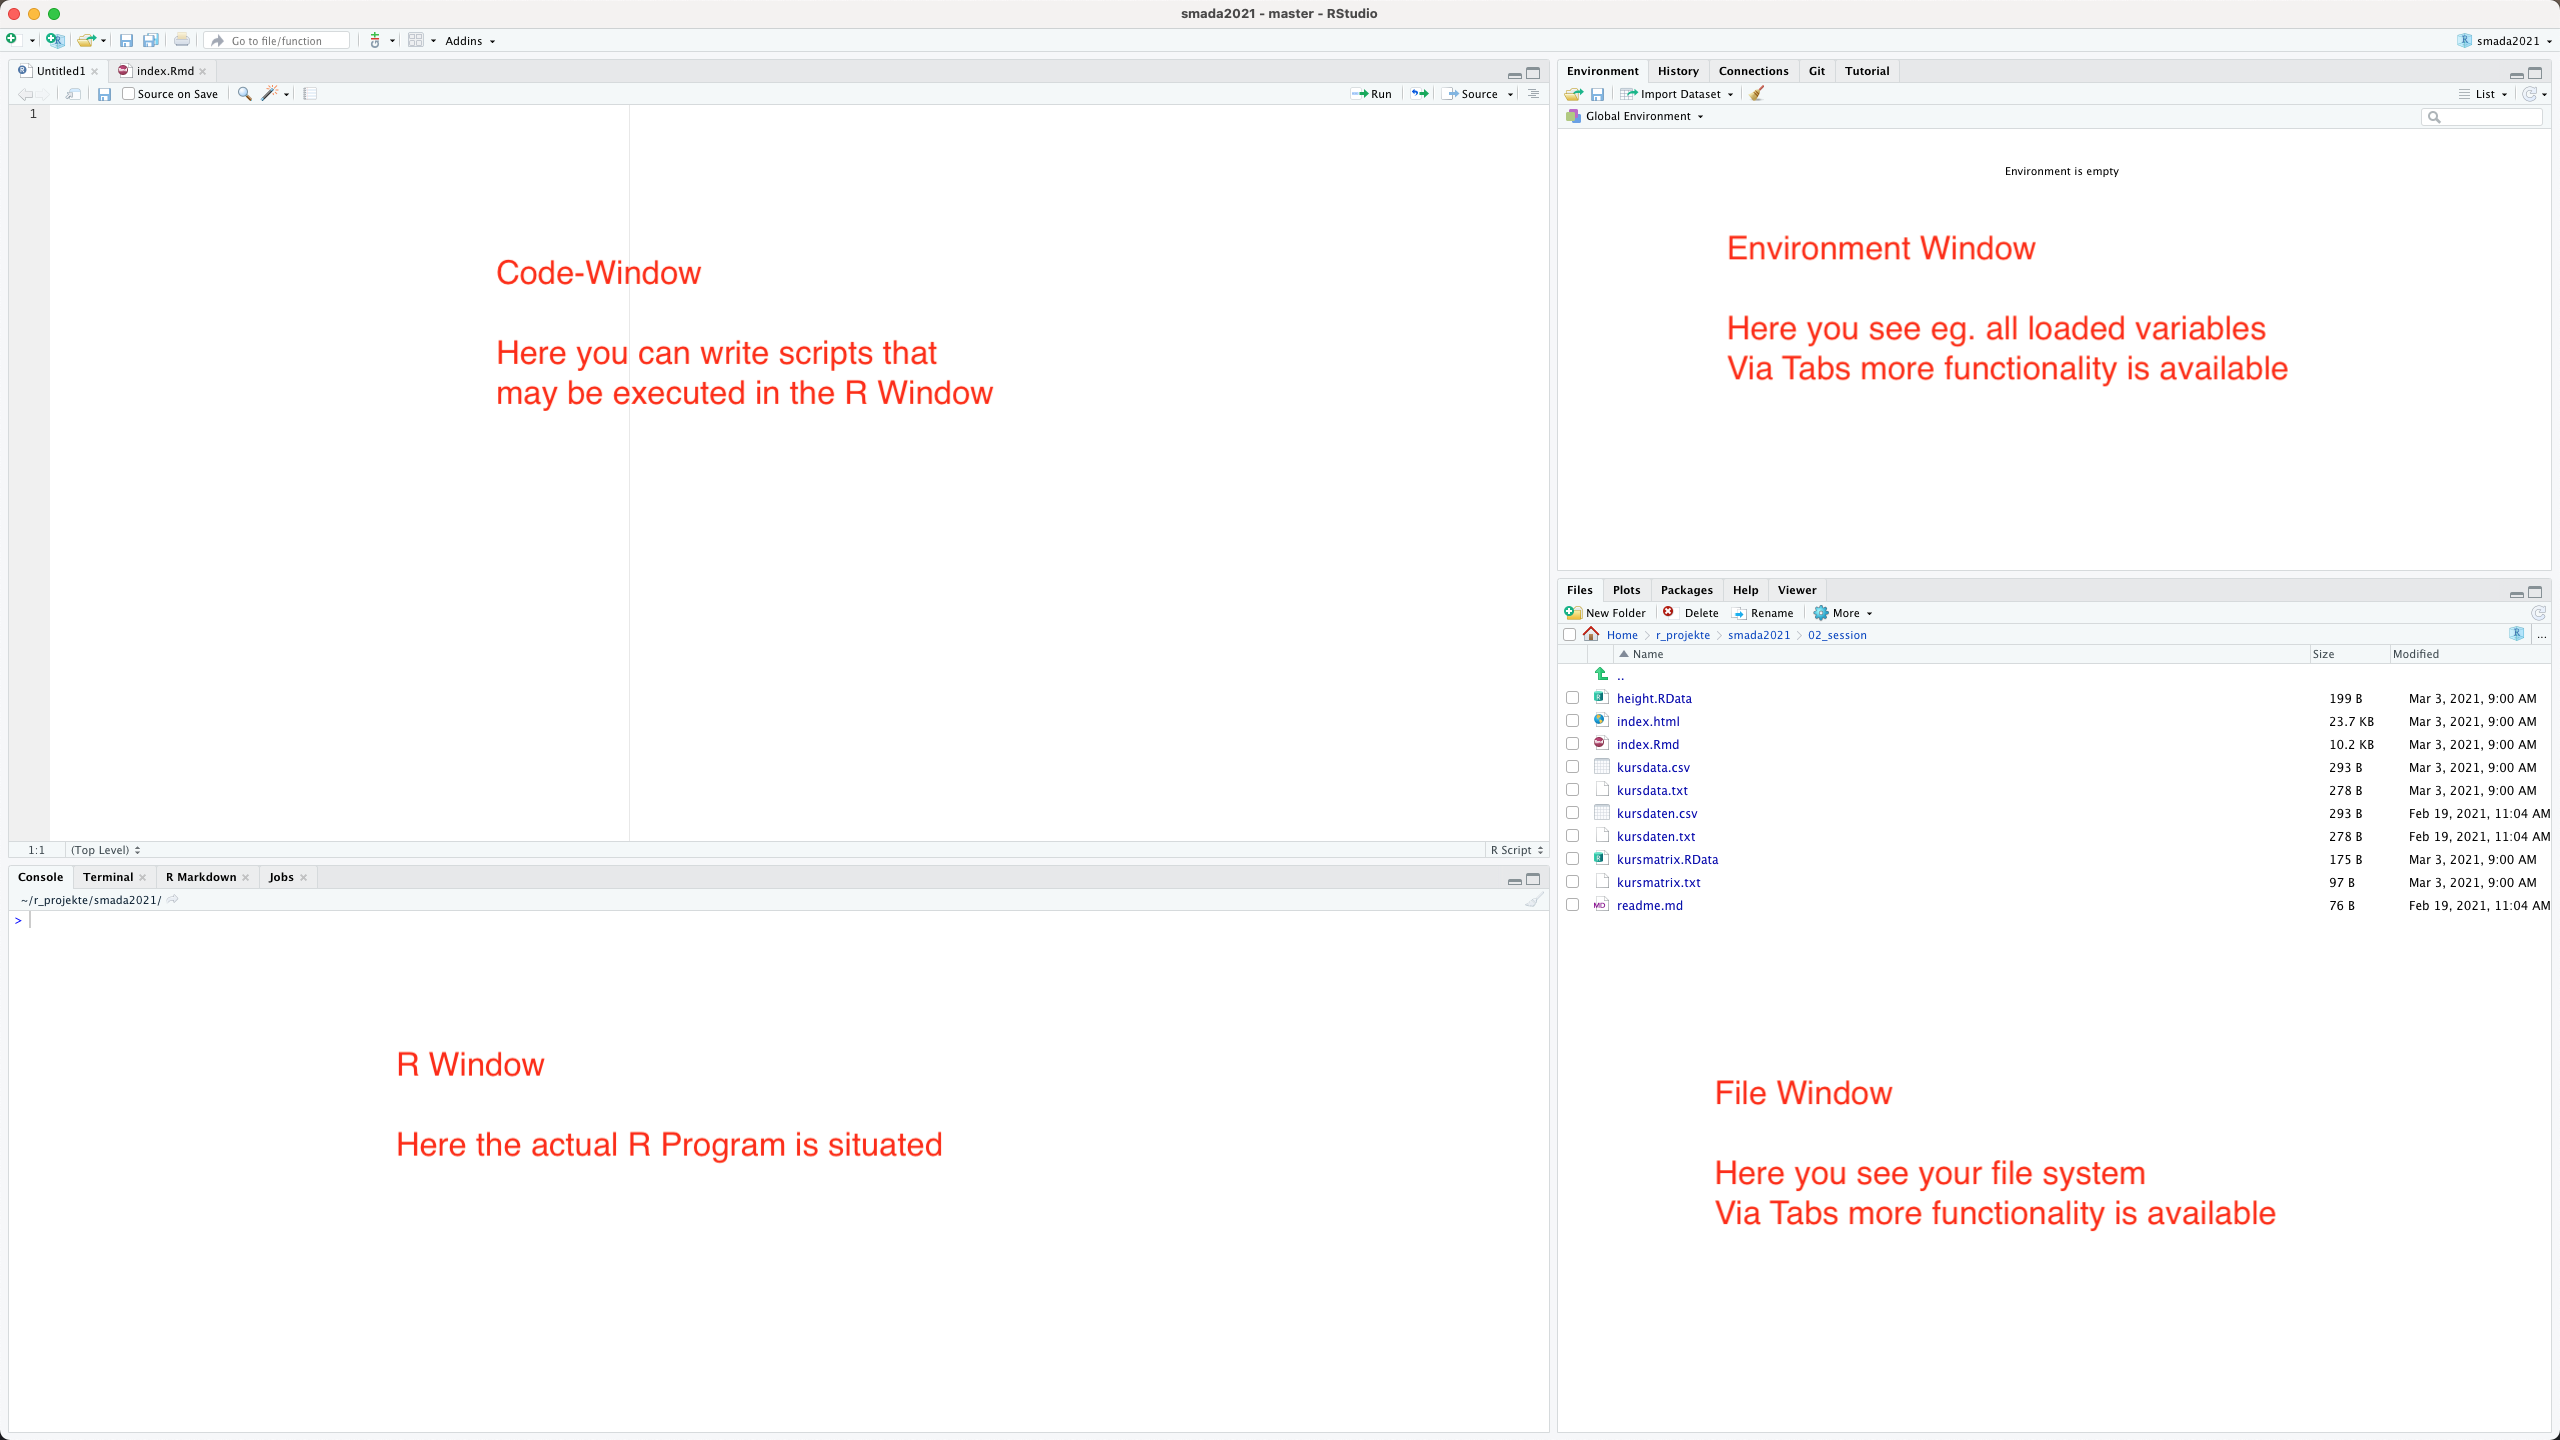 smada2021 - master - RStudio
Go to file/function
Addins
smada2021
Untitled1
index.Rmd
Source on Save
Run
Source
1
Code-Window
Here you can write scripts that
may be executed in the R Window
1:1
(Top Level)
R Script
Console
Terminal
R Markdown
Jobs
~/r_projekte/smada2021/
>
R Window
Here the actual R Program is situated
Environment
History
Connections
Git
Tutorial
Import Dataset
List
Global Environment
Environment is empty
Environment Window
Here you see eg. all loaded variables
Via Tabs more functionality is available
Files
Plots
Packages
Help
Viewer
New Folder
Delete
Rename
More
Home r_projekte smada2021 02_session
...
Name Size Modified
..
height.RData 199 B Mar 3, 2021, 9:00 AM
index.html 23.7 KB Mar 3, 2021, 9:00 AM
index.Rmd 10.2 KB Mar 3, 2021, 9:00 AM
kursdata.csv 293 B Mar 3, 2021, 9:00 AM
kursdata.txt 278 B Mar 3, 2021, 9:00 AM
kursdaten.csv 293 B Feb 19, 2021, 11:04 AM
kursdaten.txt 278 B Feb 19, 2021, 11:04 AM
kursmatrix.RData 175 B Mar 3, 2021, 9:00 AM
kursmatrix.txt 97 B Mar 3, 2021, 9:00 AM
readme.md 76 B Feb 19, 2021, 11:04 AM
File Window
Here you see your file system
Via Tabs more functionality is available